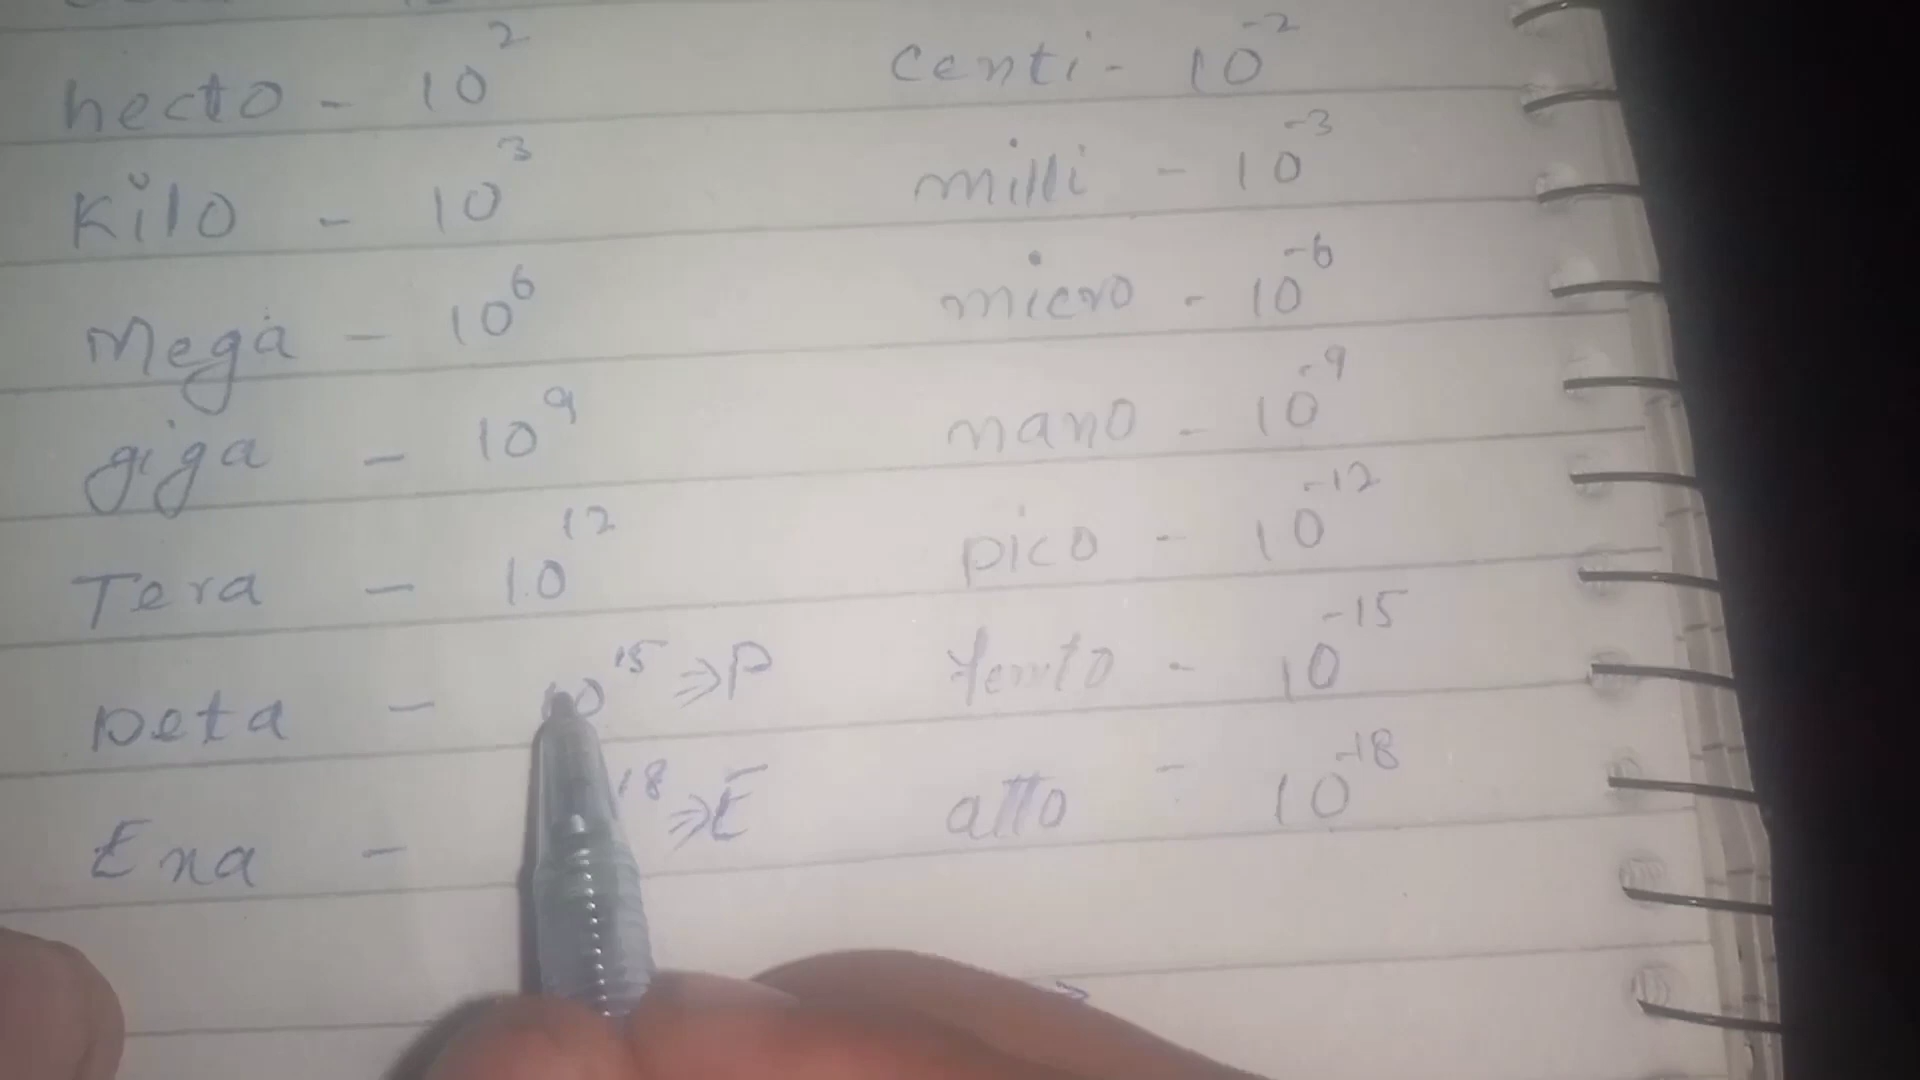 hecto - 10² centi - 10⁻²
Kilo - 10³ milli - 10⁻³
Mega - 10⁶ micro - 10⁻⁶
giga - 10⁹ nano - 10⁻⁹
Tera - 10¹² pico - 10⁻¹²
peta - 10¹⁵ ⇒ P femto - 10⁻¹⁵
Exa - 18 ⇒ E atto - 10⁻¹⁸